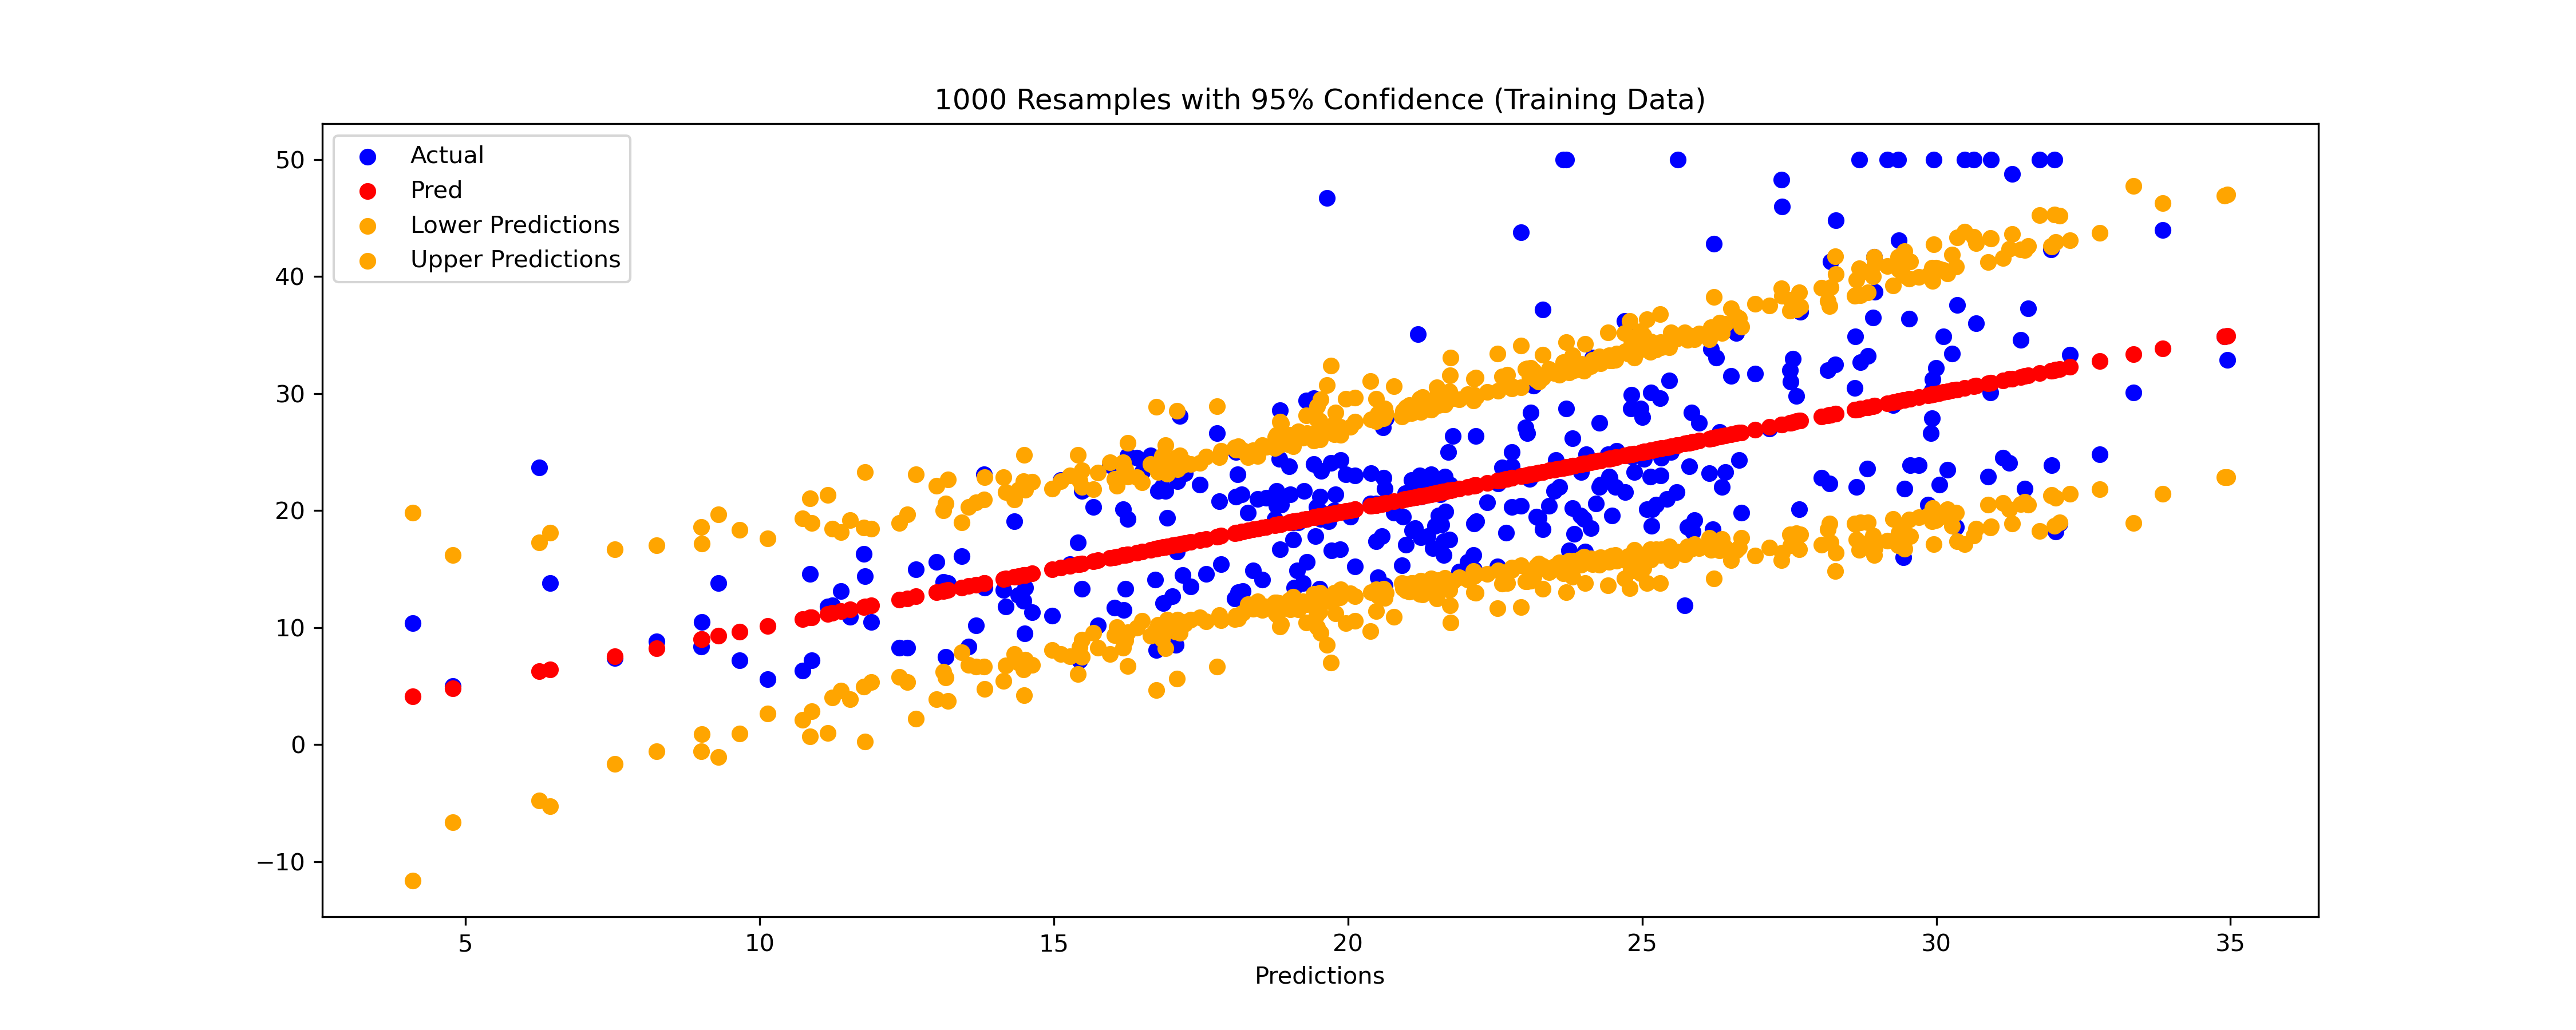 1000 Resamples with 95% Confidence (Training Data)
Actual
Pred
Lower Predictions
Upper Predictions
50
40
30
20
10
0
−10
5 10 15 20 25 30 35
Predictions